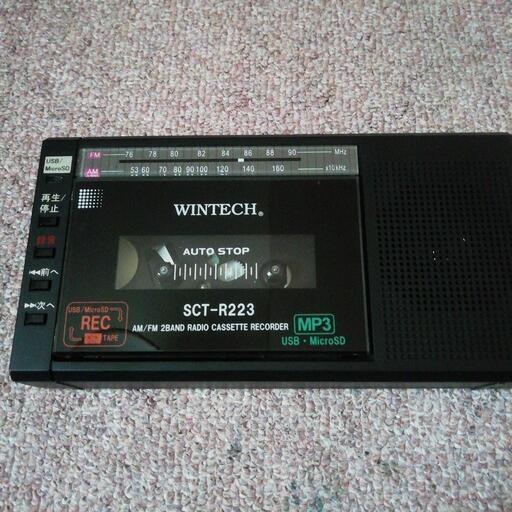 USB/
MicroSD
再生/
停止
録音
◂◂前へ
▸▸次へ
FM 76 78 80 82 84 86 88 90 MHz
AM 53 60 70 80 90 100 120 140 160 x10kHz
WINTECH®
AUTO STOP
SCT-R223
AM/FM 2BAND RADIO CASSETTE RECORDER
USB/MicroSD
REC
TAPE
MP3
USB・MicroSD